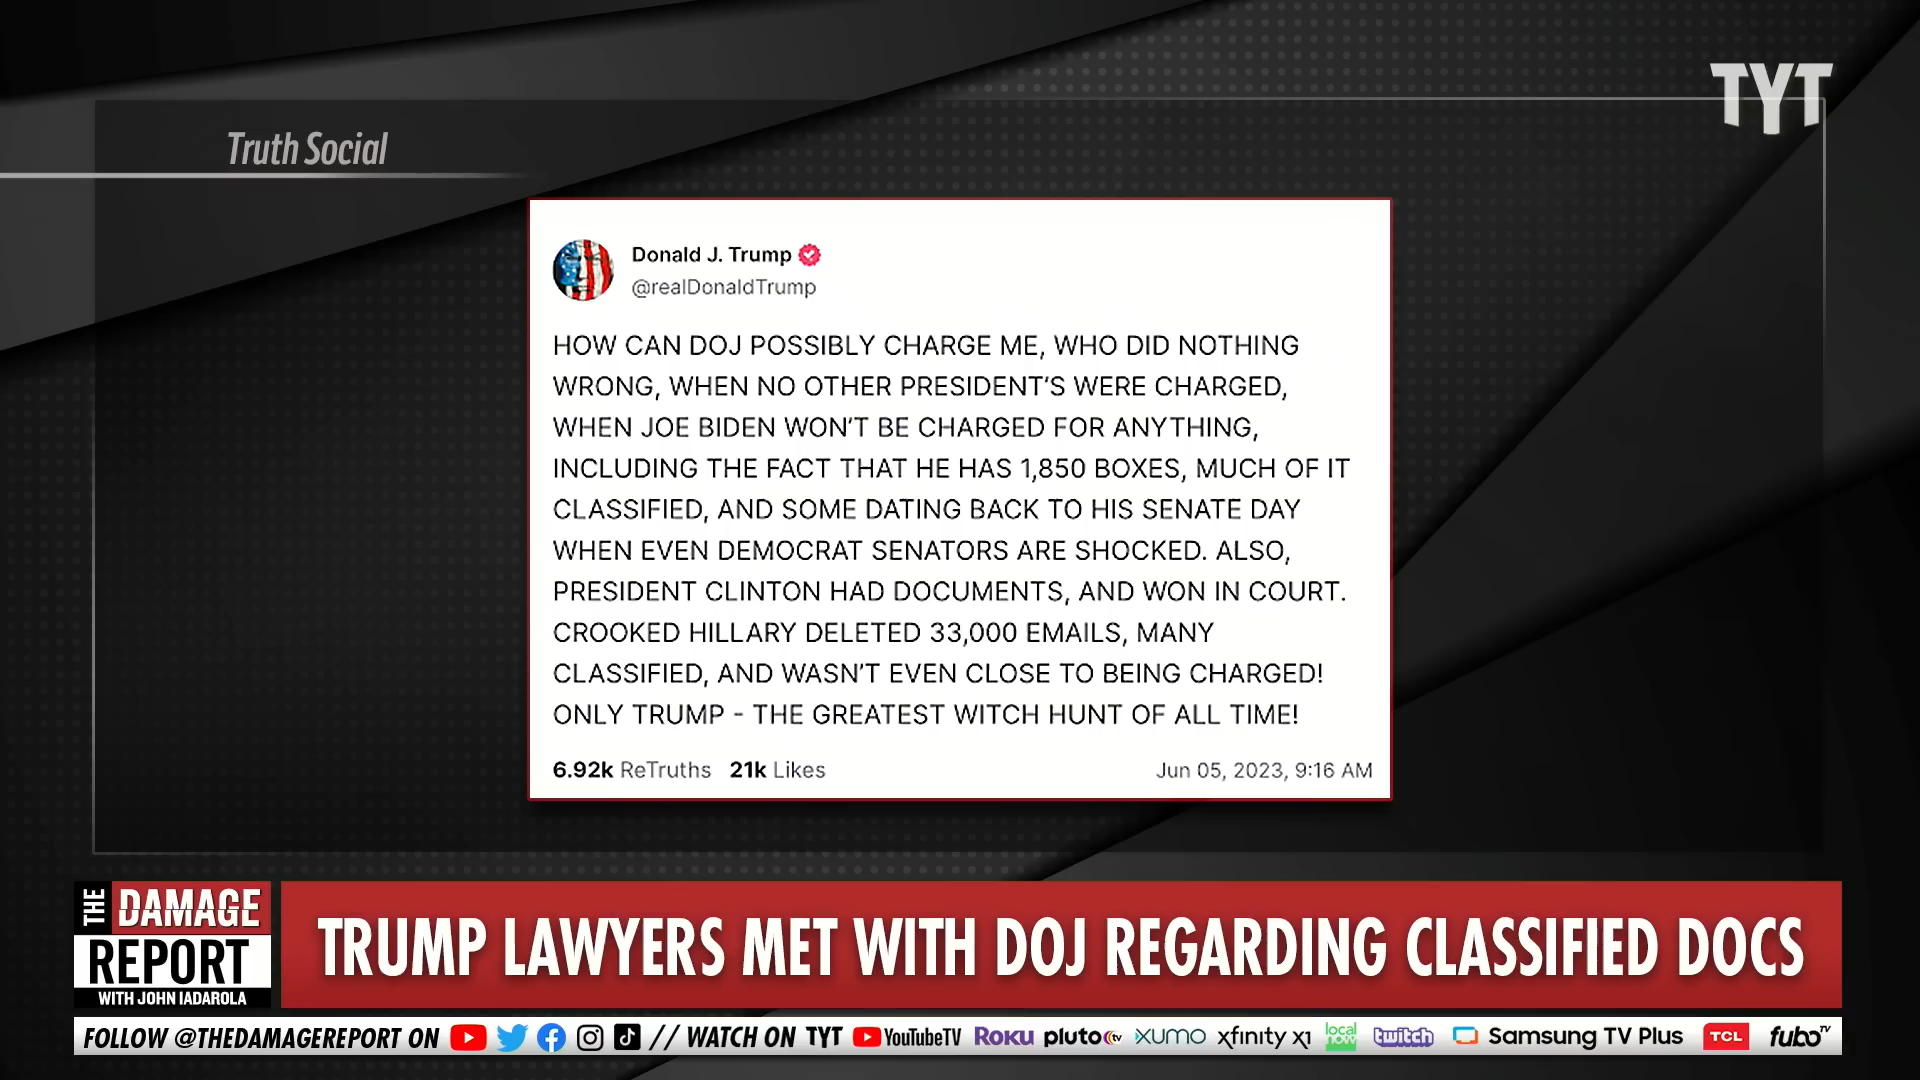 TYT
Truth Social
Donald J. Trump
@realDonaldTrump
HOW CAN DOJ POSSIBLY CHARGE ME, WHO DID NOTHING
WRONG, WHEN NO OTHER PRESIDENT'S WERE CHARGED,
WHEN JOE BIDEN WON'T BE CHARGED FOR ANYTHING,
INCLUDING THE FACT THAT HE HAS 1,850 BOXES, MUCH OF IT
CLASSIFIED, AND SOME DATING BACK TO HIS SENATE DAY
WHEN EVEN DEMOCRAT SENATORS ARE SHOCKED. ALSO,
PRESIDENT CLINTON HAD DOCUMENTS, AND WON IN COURT.
CROOKED HILLARY DELETED 33,000 EMAILS, MANY
CLASSIFIED, AND WASN'T EVEN CLOSE TO BEING CHARGED!
ONLY TRUMP - THE GREATEST WITCH HUNT OF ALL TIME!
6.92k ReTruths 21k Likes Jun 05, 2023, 9:16 AM
THE DAMAGE
REPORT
WITH JOHN IADAROLA
TRUMP LAWYERS MET WITH DOJ REGARDING CLASSIFIED DOCS
FOLLOW @THEDAMAGEREPORT ON // WATCH ON TYT YouTubeTV ROKU pluto tv XUMO xfinity x1 local now twitch Samsung TV Plus TCL fubo TV